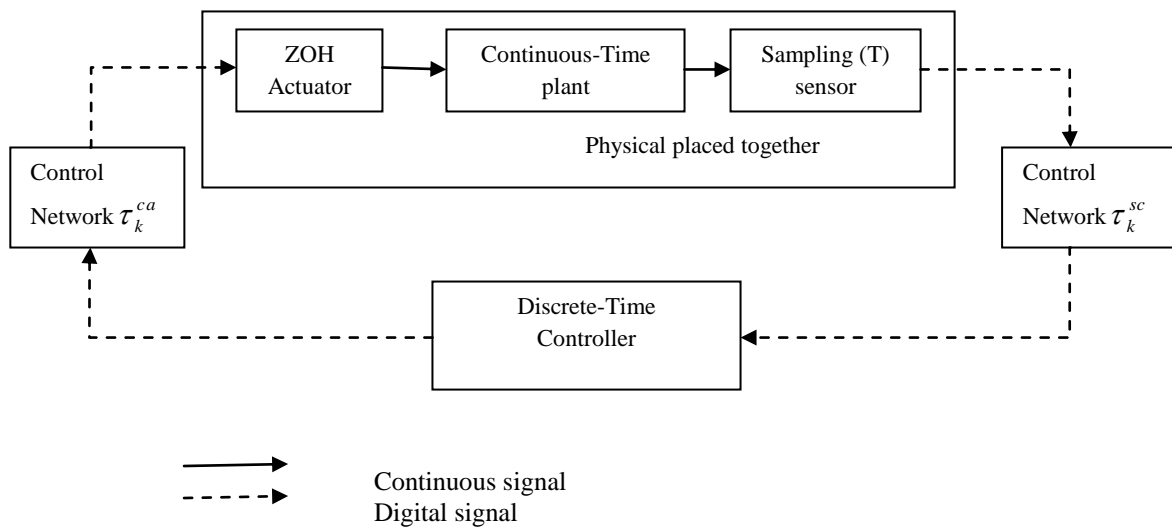 ZOH
Actuator
Continuous-Time
plant
Sampling (T)
sensor
Physical placed together
Control
Network τ_k^{ca}
Control
Network τ_k^{sc}
Discrete-Time
Controller
Continuous signal
Digital signal